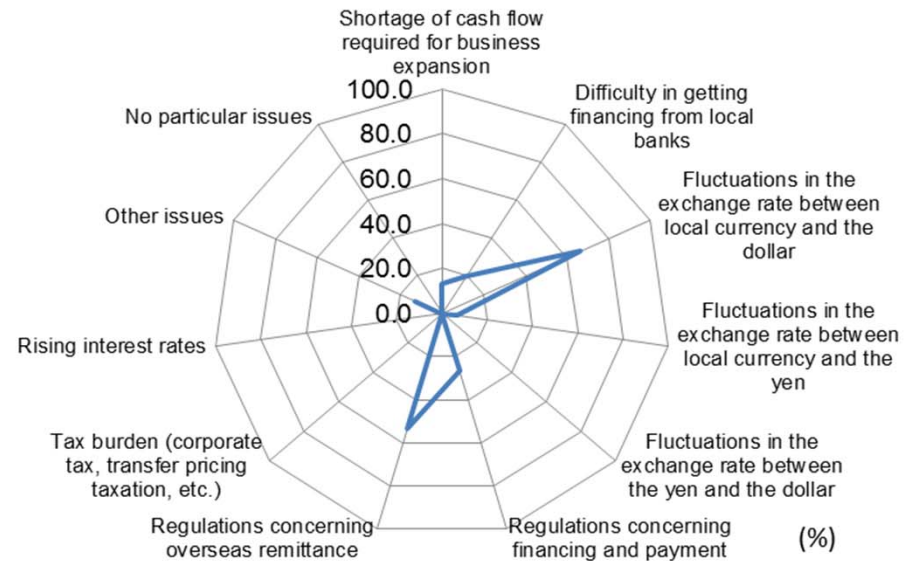 Shortage of cash flow
required for business
expansion
100.0
80.0
60.0
40.0
20.0
0.0
Difficulty in getting
financing from local
banks
Fluctuations in the
exchange rate between
local currency and the
dollar
Fluctuations in the
exchange rate between
local currency and the
yen
Fluctuations in the
exchange rate between
the yen and the dollar
Regulations concerning
financing and payment
(%)
Regulations concerning
overseas remittance
Tax burden (corporate
tax, transfer pricing
taxation, etc.)
Rising interest rates
Other issues
No particular issues